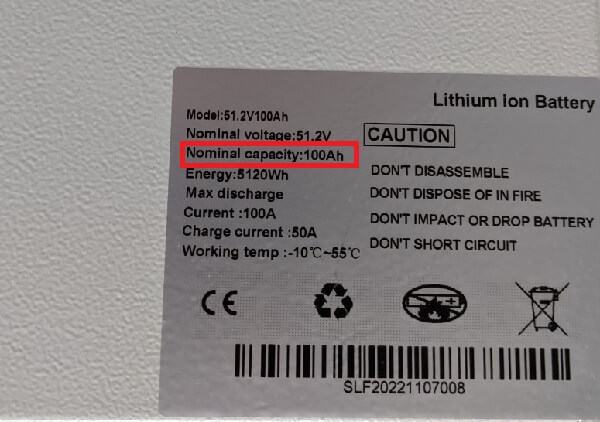 Lithium Ion Battery
Model:51.2V100Ah
Nominal voltage:51.2V
Nominal capacity:100Ah
Energy:5120Wh
Max discharge
Current :100A
Charge current :50A
Working temp :-10℃~55℃
CAUTION
DON'T DISASSEMBLE
DON'T DISPOSE OF IN FIRE
DON'T IMPACT OR DROP BATTERY
DON'T SHORT CIRCUIT
CE
SLF20221107008